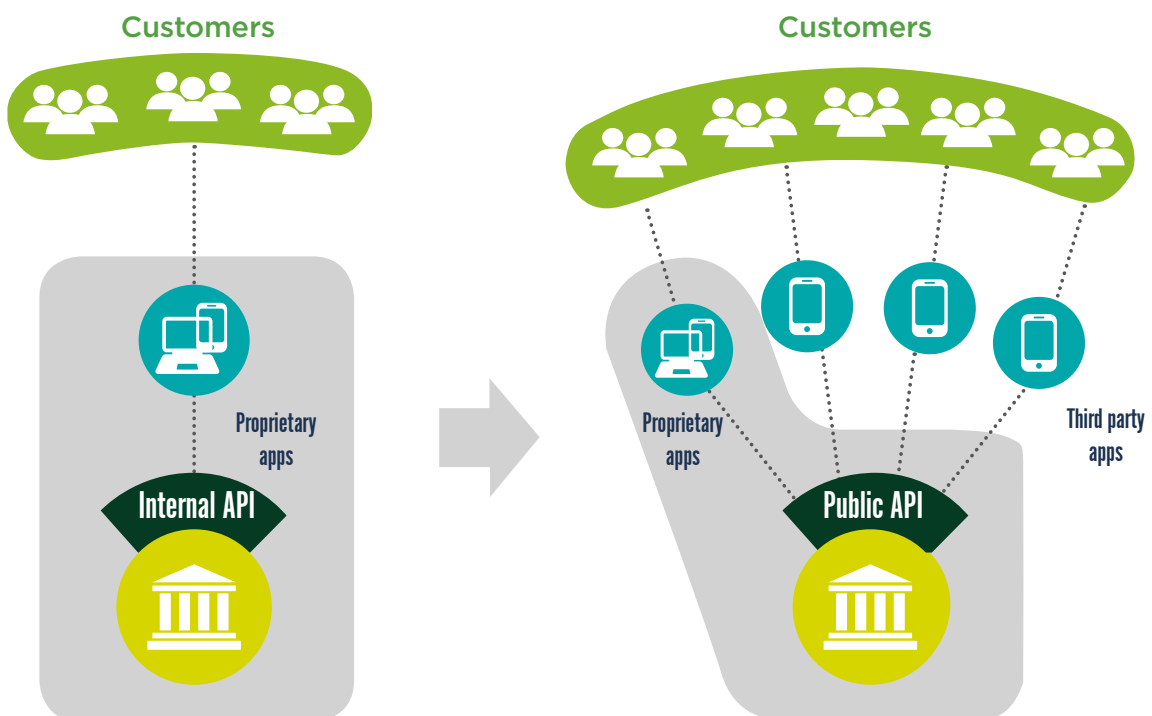 Customers
Proprietary
apps
Internal API
Customers
Proprietary
apps
Third party
apps
Public API